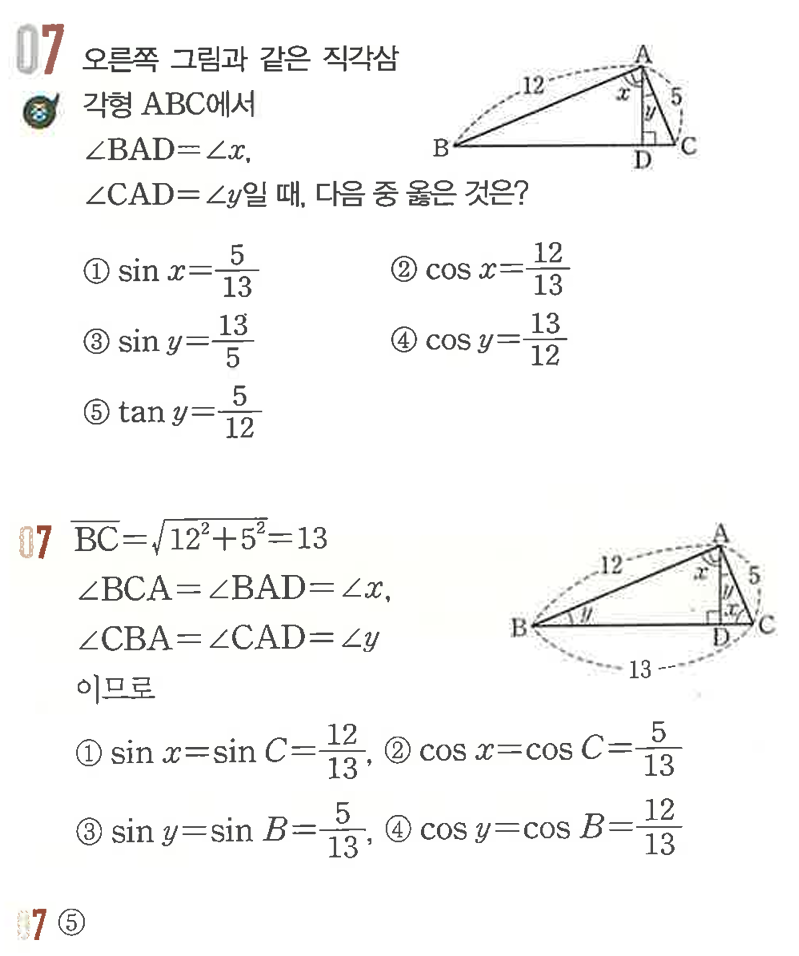 07 오른쪽 그림과 같은 직각삼
각형 ABC에서
∠BAD=∠x,
∠CAD=∠y일 때, 다음 중 옳은 것은?
A
12
x
y
5
B
D
C
① sin x=5/13 ② cos x=12/13
③ sin y=13/5 ④ cos y=13/12
⑤ tan y=5/12
07 B̅C̅=√(12²+5²)=13
∠BCA=∠BAD=∠x,
∠CBA=∠CAD=∠y
이므로
A
12
x
y
5
B
y
x
D
C
13
① sin x=sin C=12/13, ② cos x=cos C=5/13
③ sin y=sin B=5/13, ④ cos y=cos B=12/13
07 ⑤